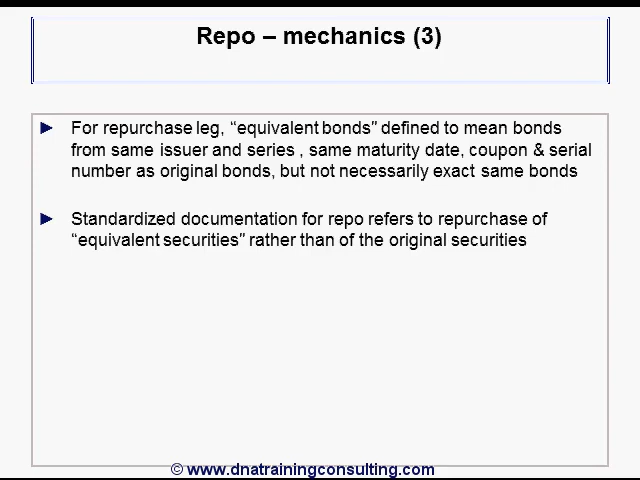 Repo – mechanics (3)
► For repurchase leg, “equivalent bonds” defined to mean bonds
from same issuer and series , same maturity date, coupon & serial
number as original bonds, but not necessarily exact same bonds
► Standardized documentation for repo refers to repurchase of
“equivalent securities” rather than of the original securities
© www.dnatrainingconsulting.com